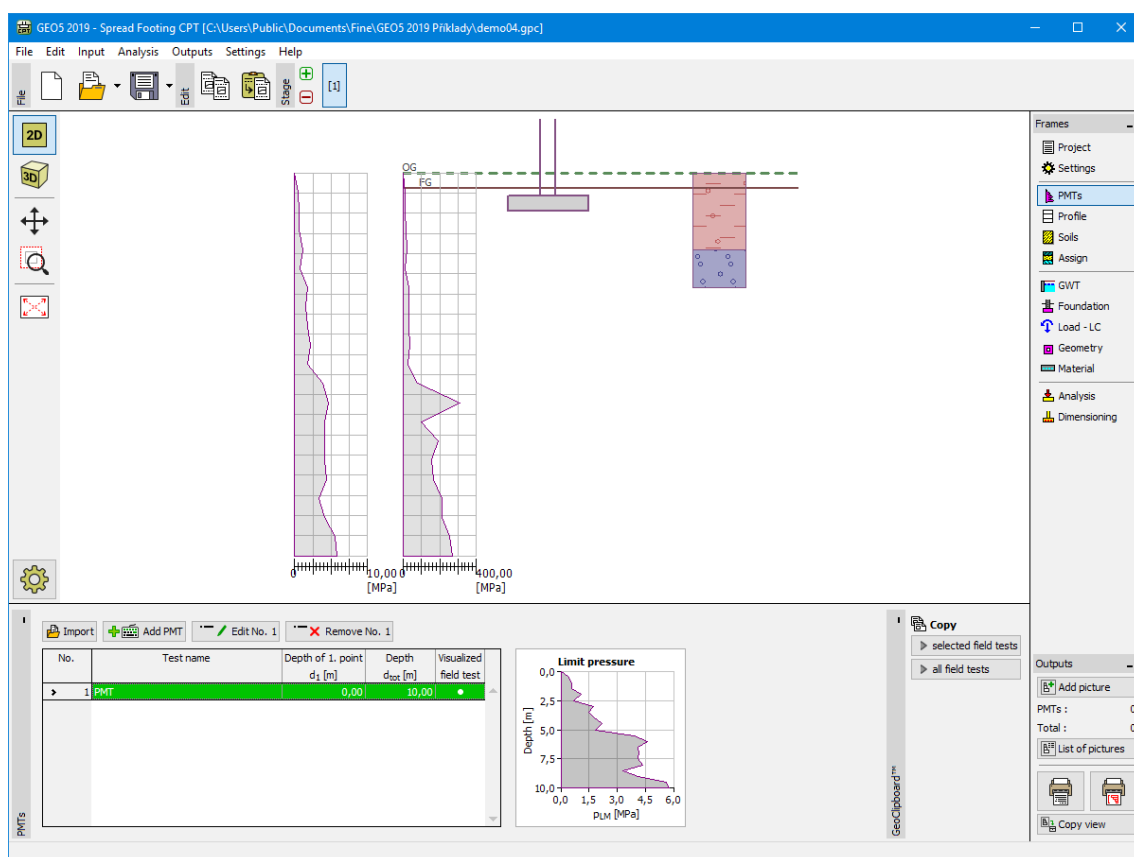 GEO5 2019 - Spread Footing CPT [C:\Users\Public\Documents\Fine\GEO5 2019 Příklady\demo04.gpc]
File Edit Input Analysis Outputs Settings Help
File
Edit
Stage
[1]
2D
3D
OG
FG
0 10,00 0 400,00
[MPa] [MPa]
Frames
Project
Settings
PMTs
Profile
Soils
Assign
GWT
Foundation
Load - LC
Geometry
Material
Analysis
Dimensioning
PMTs
Import Add PMT Edit No. 1 Remove No. 1
No. Test name Depth of 1. point Depth Visualized
d1 [m] dtot [m] field test
1 PMT 0,00 10,00
Limit pressure
Depth [m]
0,0
2,5
5,0
7,5
10,0
0,0 1,5 3,0 4,5 6,0
PLM [MPa]
GeoClipboard™
Copy
selected field tests
all field tests
Outputs
Add picture
PMTs : 0
Total : 0
List of pictures
Copy view